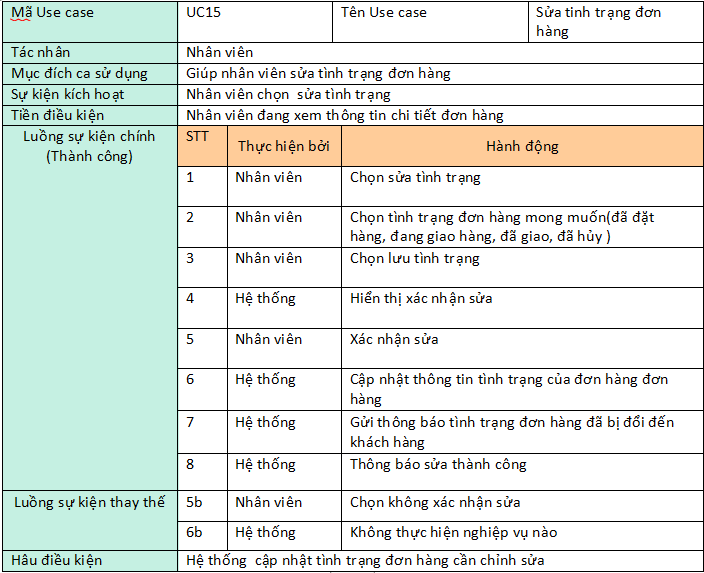 Mã Use case UC15 Tên Use case Sửa tinh trạng đơn
hàng
Tác nhân Nhân viên
Mục đích ca sử dụng Giúp nhân viên sửa tình trạng đơn hàng
Sự kiện kích hoạt Nhân viên chọn sửa tình trạng
Tiền điều kiện Nhân viên đang xem thông tin chi tiết đơn hàng
Luồng sự kiện chính
(Thành công)
STT Thực hiện bởi Hành động
1 Nhân viên Chọn sửa tình trạng
2 Nhân viên Chọn tình trạng đơn hàng mong muốn(đã đặt
hàng, đang giao hàng, đã giao, đã hủy )
3 Nhân viên Chọn lưu tình trạng
4 Hệ thống Hiển thị xác nhận sửa
5 Nhân viên Xác nhận sửa
6 Hệ thống Cập nhật thông tin tình trạng của đơn hàng đơn
hàng
7 Hệ thống Gửi thông báo tình trạng đơn hàng đã bị đổi đến
khách hàng
8 Hệ thống Thông báo sửa thành công
Luồng sự kiện thay thế 5b Nhân viên Chọn không xác nhận sửa
6b Hệ thống Không thực hiện nghiệp vụ nào
Hâu điều kiện Hệ thống cập nhật tình trạng đơn hàng cần chỉnh sửa